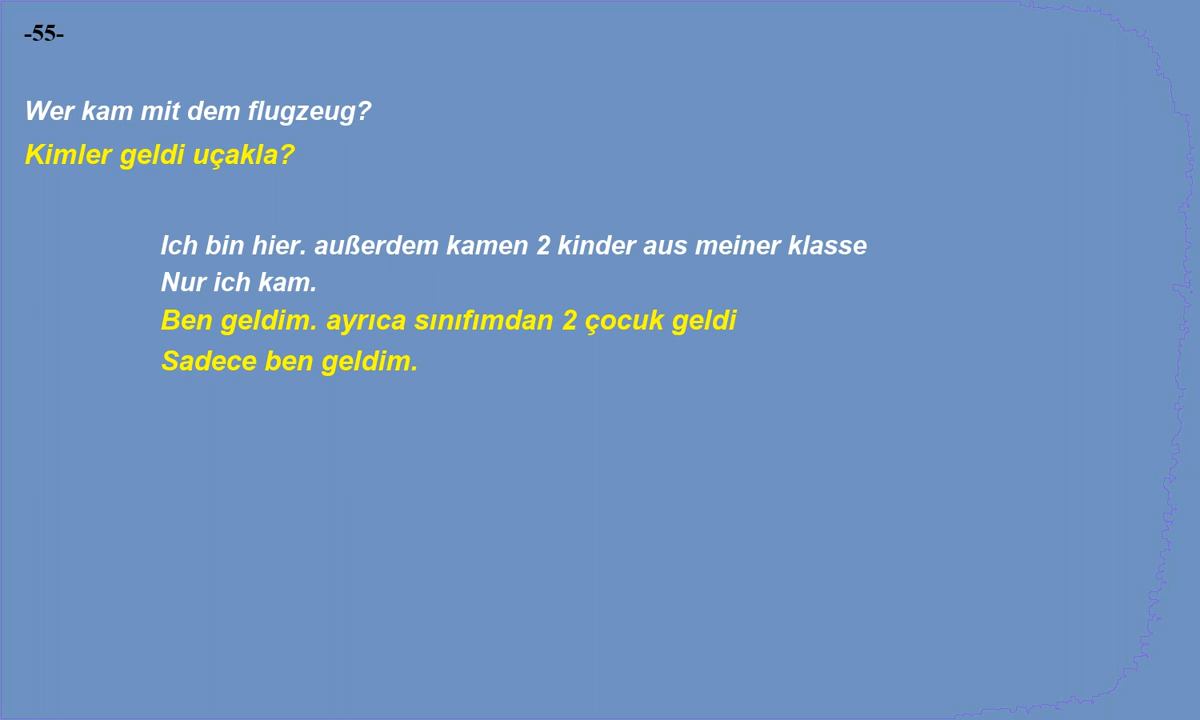 -55-
Wer kam mit dem flugzeug?
Kimler geldi uçakla?
Ich bin hier. außerdem kamen 2 kinder aus meiner klasse
Nur ich kam.
Ben geldim. ayrıca sınıfımdan 2 çocuk geldi
Sadece ben geldim.